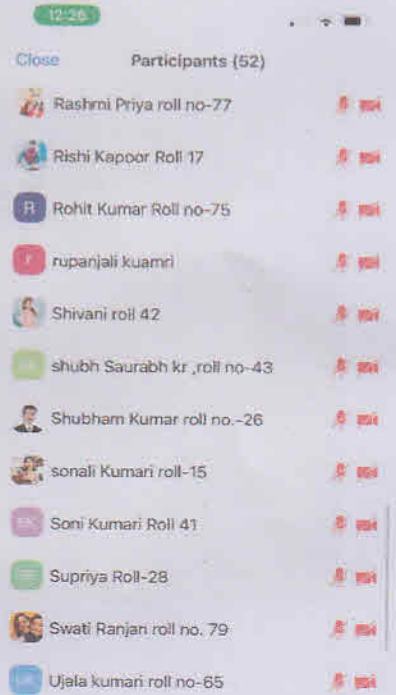 12:26
Close Participants (52)
Rashmi Priya roll no-77
Rishi Kapoor Roll 17
R Rohit Kumar Roll no-75
r rupanjali kuamri
Shivani roll 42
shubh Saurabh kr ,roll no-43
Shubham Kumar roll no.-26
sonali Kumari roll-15
SK Soni Kumari Roll 41
Supriya Roll-28
Swati Ranjan roll no. 79
UK Ujala kumari roll no-65